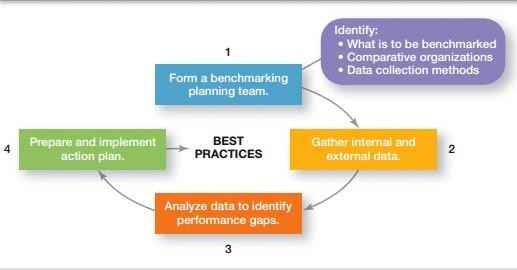 Identify:
• What is to be benchmarked
• Comparative organizations
• Data collection methods
1
Form a benchmarking
planning team.
4
Prepare and implement
action plan.
BEST
PRACTICES
Gather internal and
external data.
2
Analyze data to identify
performance gaps.
3